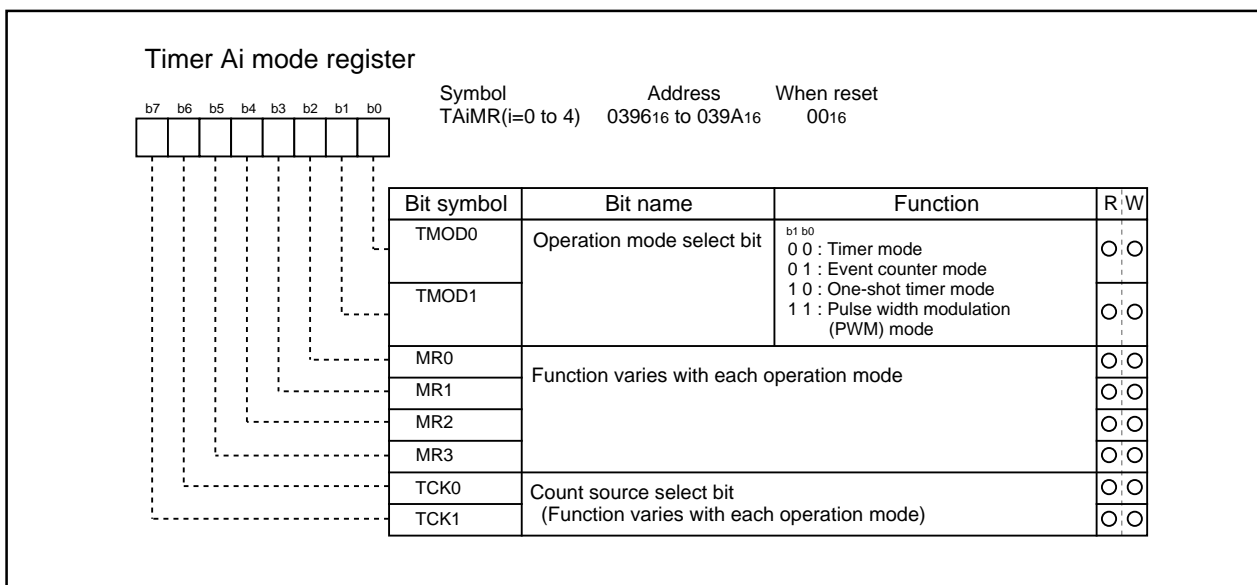 Timer Ai mode register
Symbol Address When reset
TAiMR(i=0 to 4) 039616 to 039A16 0016
b7 b6 b5 b4 b3 b2 b1 b0
Bit symbol Bit name Function R W
TMOD0 Operation mode select bit b1 b0
0 0 : Timer mode
0 1 : Event counter mode
TMOD1 1 0 : One-shot timer mode
1 1 : Pulse width modulation
(PWM) mode
MR0 Function varies with each operation mode
MR1
MR2
MR3
TCK0 Count source select bit
TCK1 (Function varies with each operation mode)